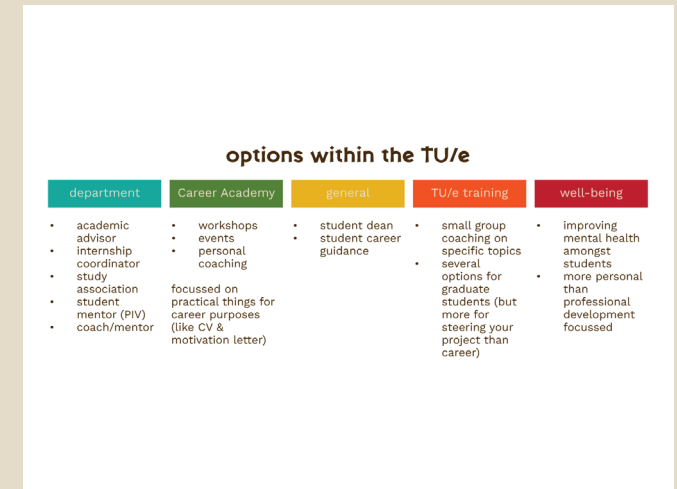 options within the TU/e
department
academic
advisor
internship
coordinator
study
association
student
mentor (PIV)
coach/mentor
Career Academy
workshops
events
personal
coaching
focussed on
practical things for
career purposes
(like CV &
motivation letter)
general
student dean
student career
guidance
TU/e training
small group
coaching on
specific topics
several
options for
graduate
students (but
more for
steering your
project than
career)
well-being
improving
mental health
amongst
students
more personal
than
professional
development
focussed